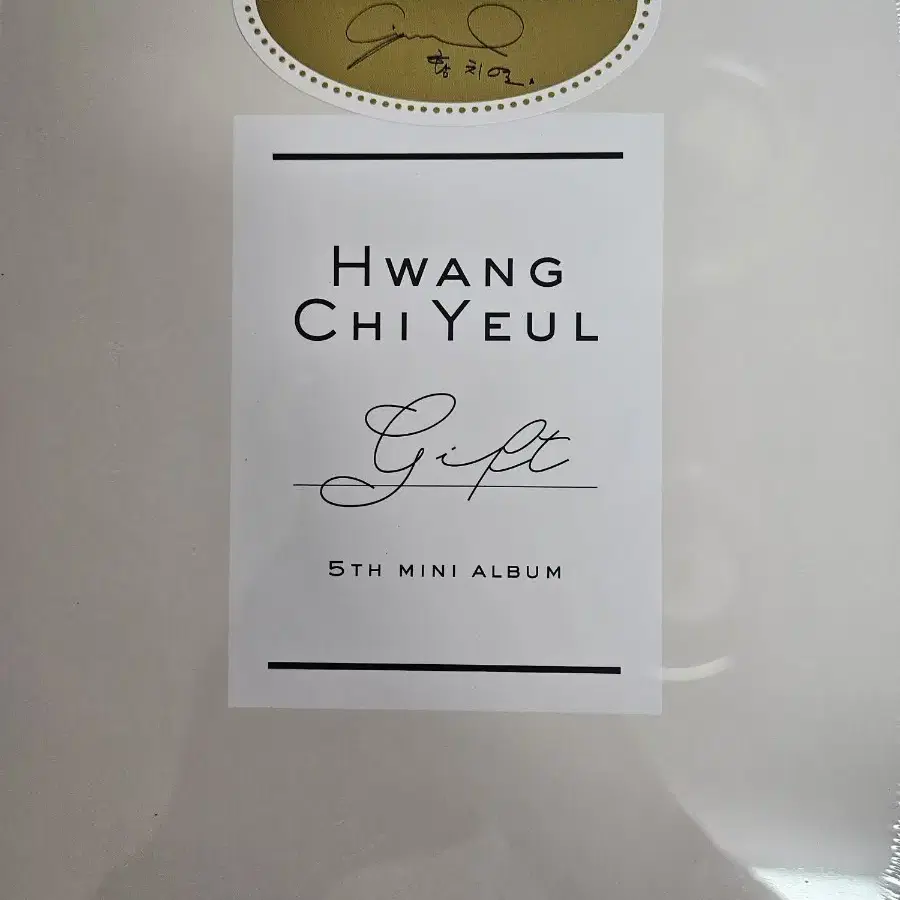 황치열.
HWANG
CHI YEUL
Gift
5TH MINI ALBUM